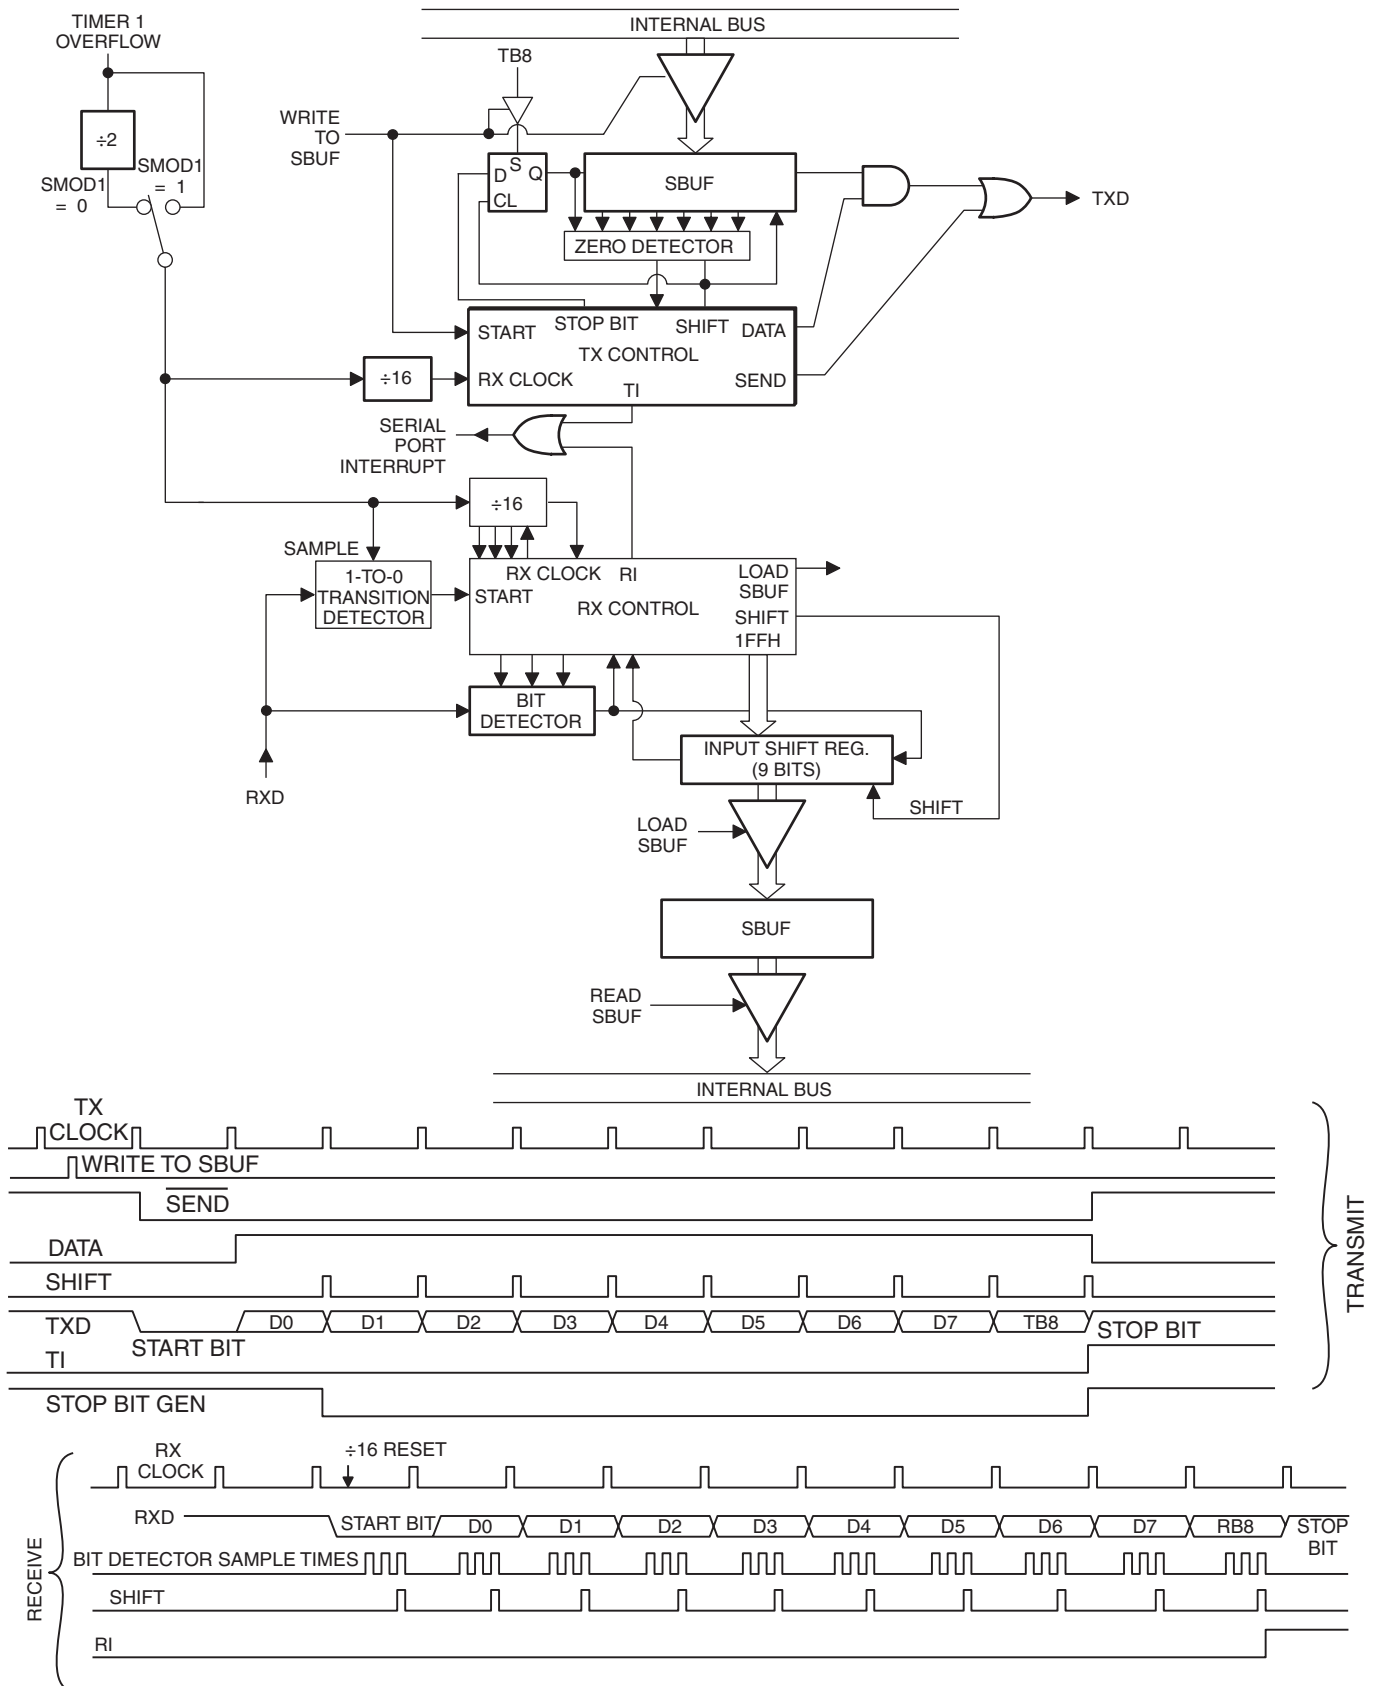 TIMER 1
OVERFLOW
INTERNAL BUS
TB8
WRITE
TO
SBUF
÷2
SMOD1
= 1
SMOD1
= 0
D
S
Q
CL
SBUF
TXD
ZERO DETECTOR
START
STOP BIT
SHIFT
DATA
TX CONTROL
÷16
RX CLOCK
TI
SEND
SERIAL
PORT
INTERRUPT
÷16
SAMPLE
1-TO-0
TRANSITION
DETECTOR
RX CLOCK
RI
LOAD
SBUF
START
RX CONTROL
SHIFT
1FFH
BIT
DETECTOR
INPUT SHIFT REG.
(9 BITS)
RXD
SHIFT
LOAD
SBUF
SBUF
READ
SBUF
INTERNAL BUS
TX
CLOCK
WRITE TO SBUF
SEND
DATA
SHIFT
TXD
START BIT
D0
D1
D2
D3
D4
D5
D6
D7
TB8
STOP BIT
TI
STOP BIT GEN
TRANSMIT
RX
CLOCK
÷16 RESET
RXD
START BIT
D0
D1
D2
D3
D4
D5
D6
D7
RB8
STOP
BIT
BIT DETECTOR SAMPLE TIMES
SHIFT
RI
RECEIVE